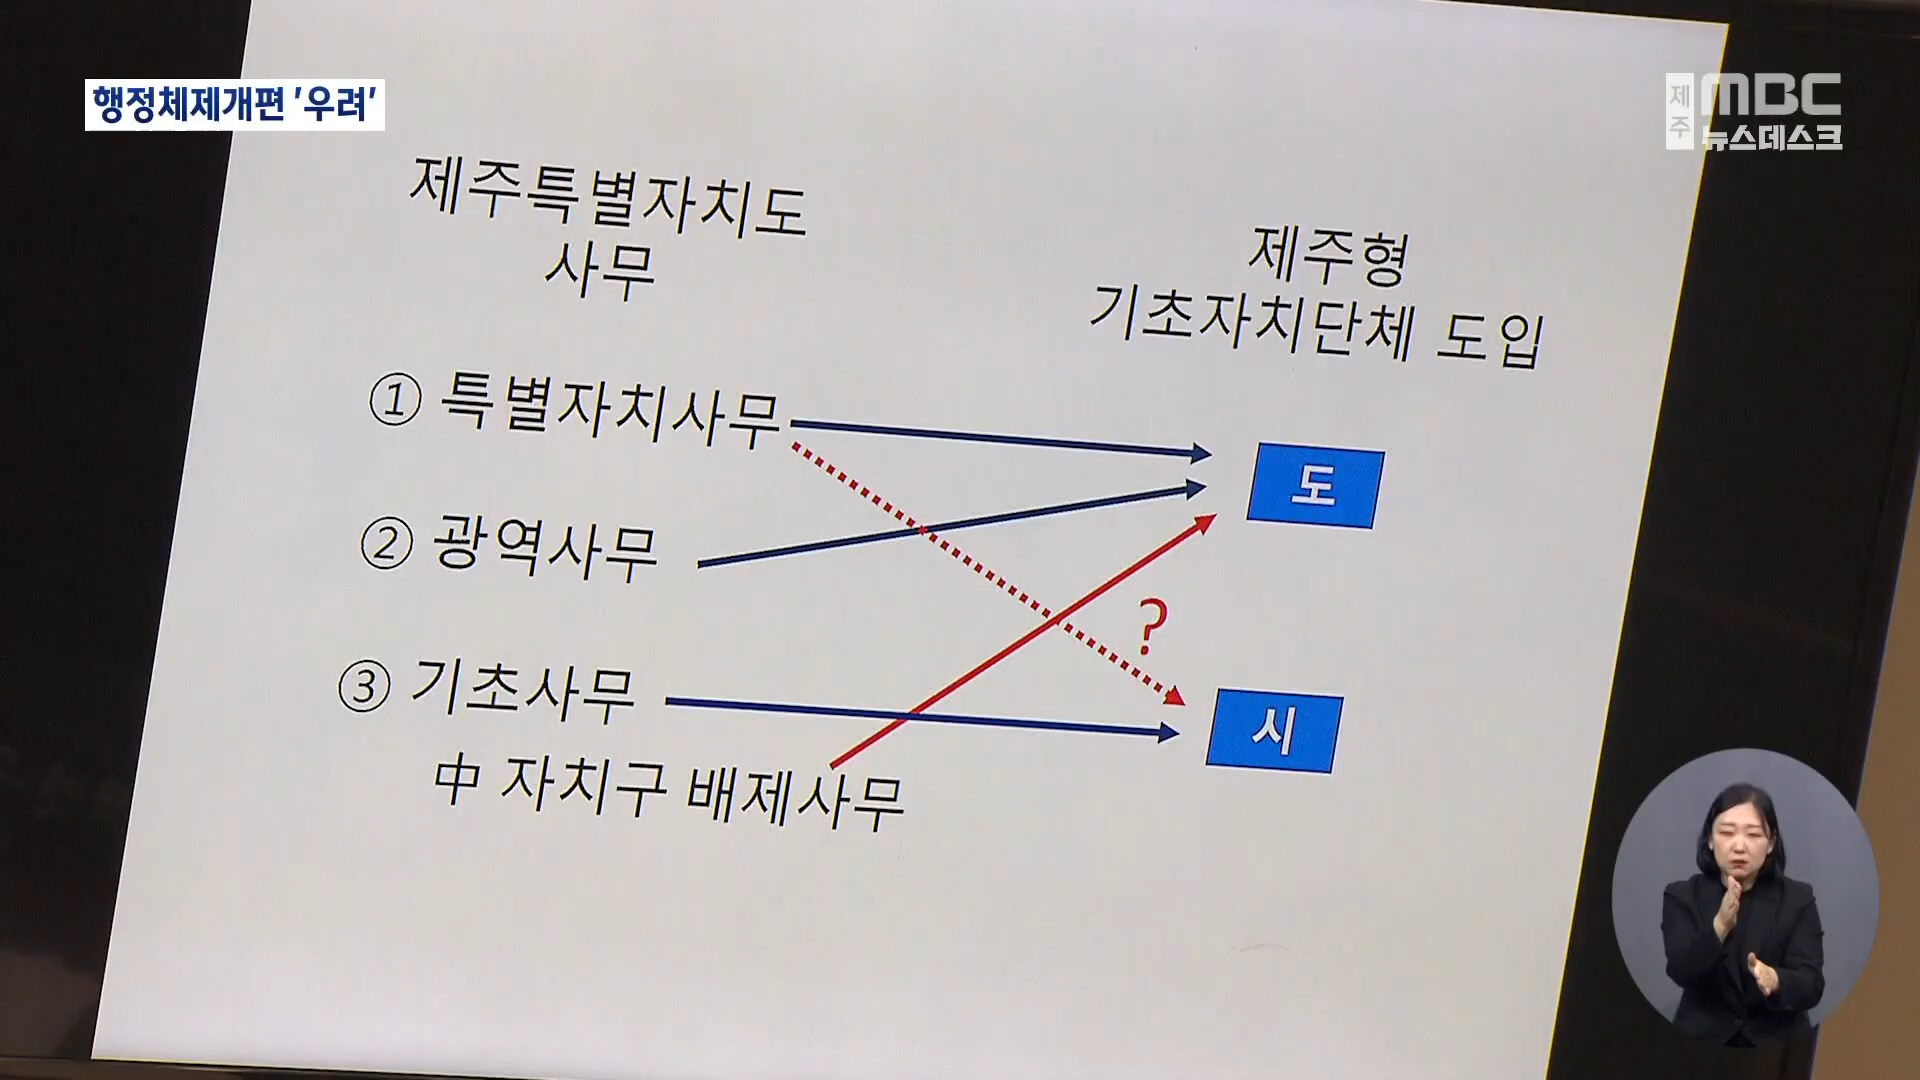 행정체제개편 '우려'
제주 MBC
뉴스데스크
제주특별자치도
사무
제주형
기초자치단체 도입
① 특별자치사무
도
② 광역사무
?
③ 기초사무
시
中 자치구 배제사무